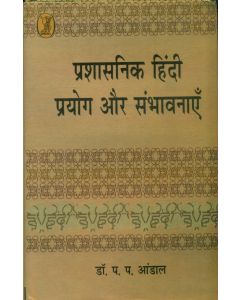 प्रशासनिक हिंदी
प्रयोग और संभावनाएँ
डॉ. प. प. आंडाल